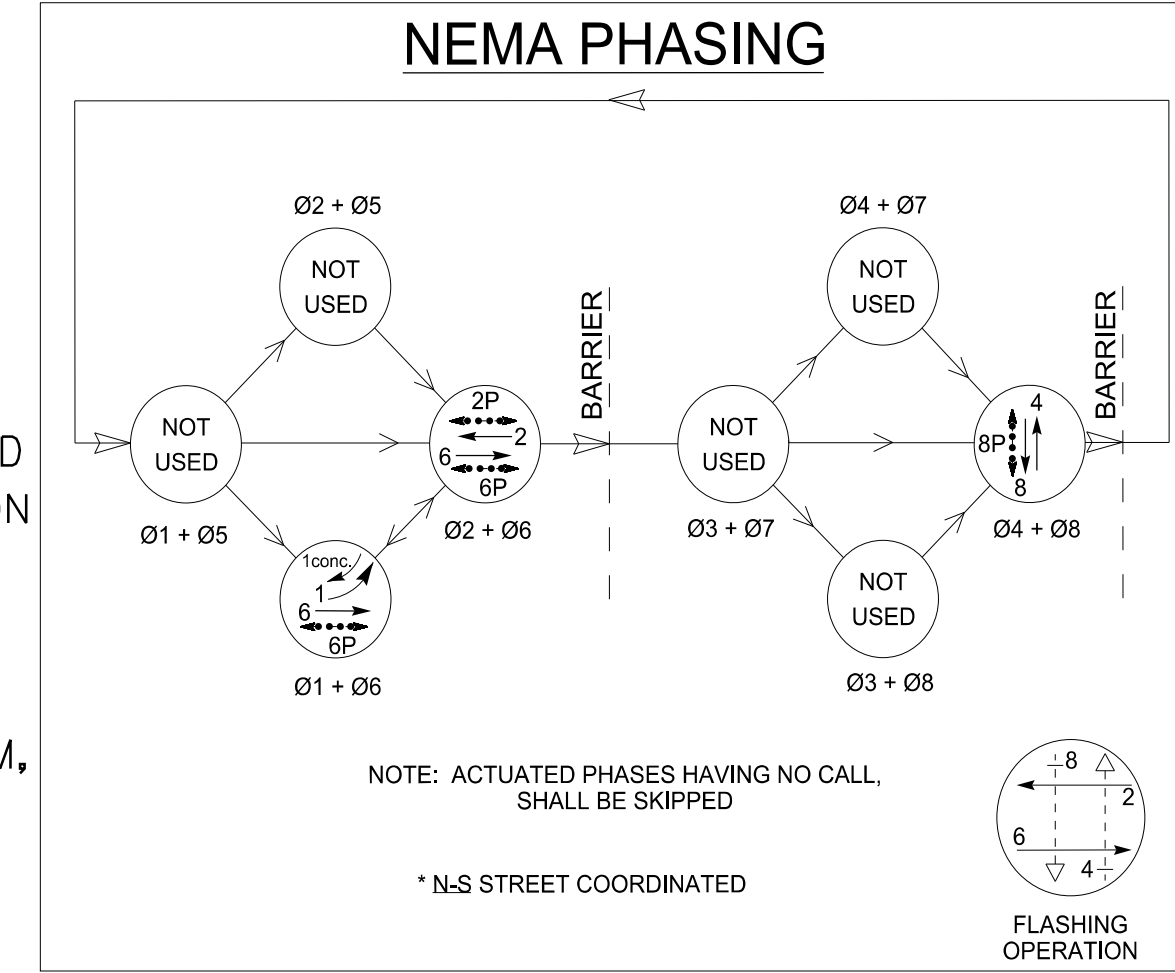 NEMA PHASING
Ø2 + Ø5
NOT
USED
Ø4 + Ø7
NOT
USED
BARRIER
BARRIER
NOT
USED
Ø1 + Ø5
2P
2
6
6P
Ø2 + Ø6
NOT
USED
Ø3 + Ø7
4
8P
8
Ø4 + Ø8
D
ON
1conc.
1
6
6P
Ø1 + Ø6
NOT
USED
Ø3 + Ø8
M,
NOTE: ACTUATED PHASES HAVING NO CALL,
SHALL BE SKIPPED
* N-S STREET COORDINATED
8
2
6
4
FLASHING
OPERATION